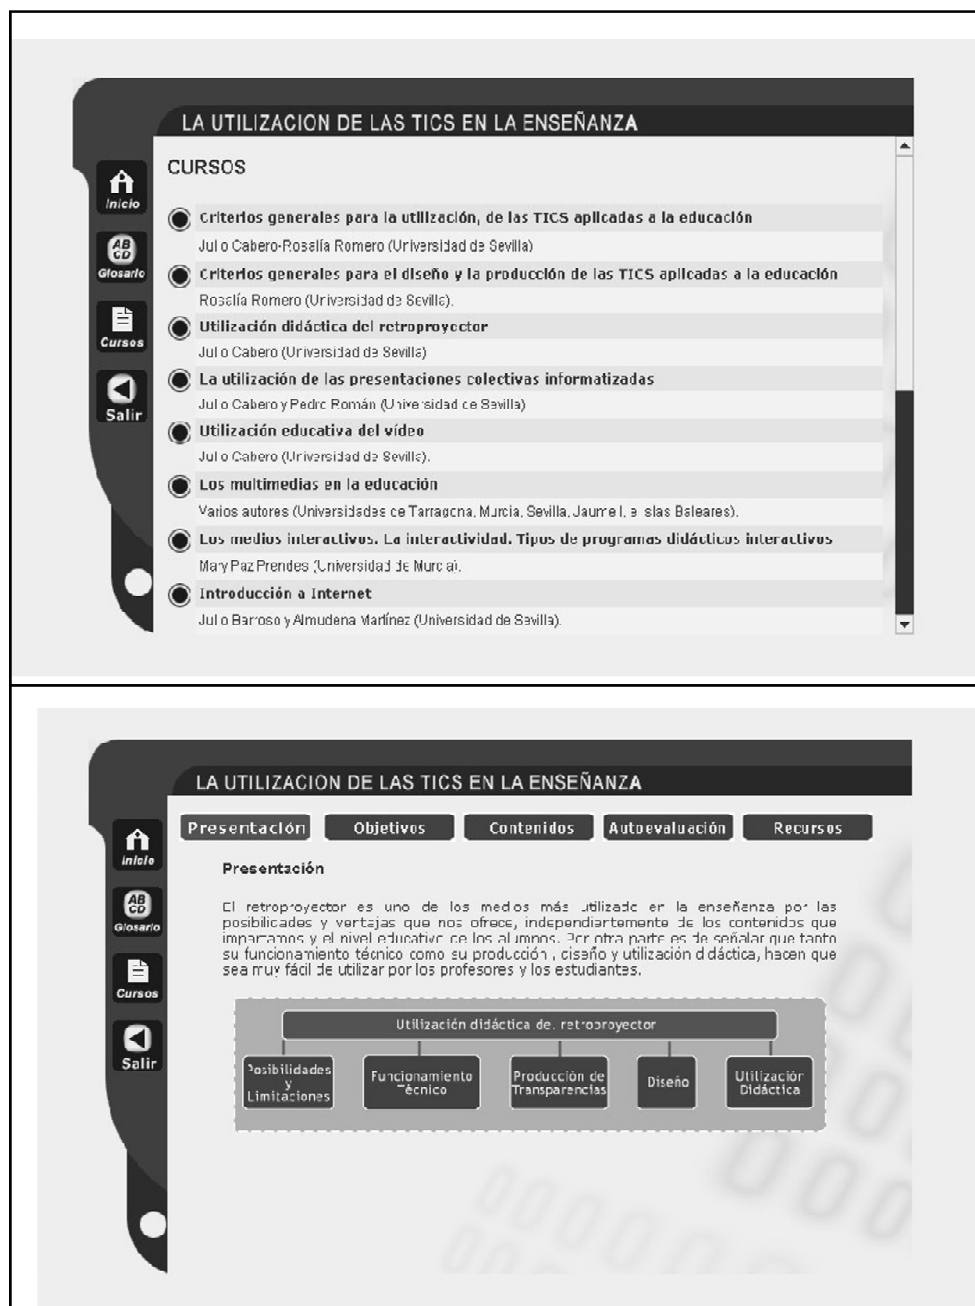 LA UTILIZACION DE LAS TICS EN LA ENSEÑANZA
Inicio
Glosario
Cursos
Salir
CURSOS
Criterios generales para la utilización, de las TICS aplicadas a la educación
Julio Cabero-Rosalía Romero (Universidad de Sevilla)
Criterios generales para el diseño y la producción de las TICS aplicadas a la educación
Rosalía Romero (Universidad de Sevilla).
Utilización didáctica del retroproyector
Julio Cabero (Universidad de Sevilla)
La utilización de las presentaciones colectivas informatizadas
Julio Cabero y Pedro Román (Universidad de Sevilla)
Utilización educativa del vídeo
Julio Cabero (Universidad de Sevilla).
Los multimedias en la educación
Varios autores (Universidades de Tarragona, Murcia, Sevilla, Jaume I, e Islas Baleares).
Los medios interactivos. La interactividad. Tipos de programas didácticos interactivos
Mary Paz Prendes (Universidad de Murcia).
Introducción a Internet
Julio Barroso y Almudena Martínez (Universidad de Sevilla).
LA UTILIZACION DE LAS TICS EN LA ENSEÑANZA
Inicio
Glosario
Cursos
Salir
Presentación Objetivos Contenidos Autoevaluación Recursos
Presentación
El retroproyector es uno de los medios más utilizado en la enseñanza por las
posibilidades y ventajas que nos ofrece, independientemente de los contenidos que
impartamos y el nivel educativo de los alumnos. Por otra parte es de señalar que tanto
su funcionamiento técnico como su producción, diseño y utilización didáctica, hacen que
sea muy fácil de utilizar por los profesores y los estudiantes.
Utilización didáctica del retroproyector
Posibilidades
y
Limitaciones
Funcionamiento
Técnico
Producción de
Transparencias
Diseño
Utilización
Didáctica